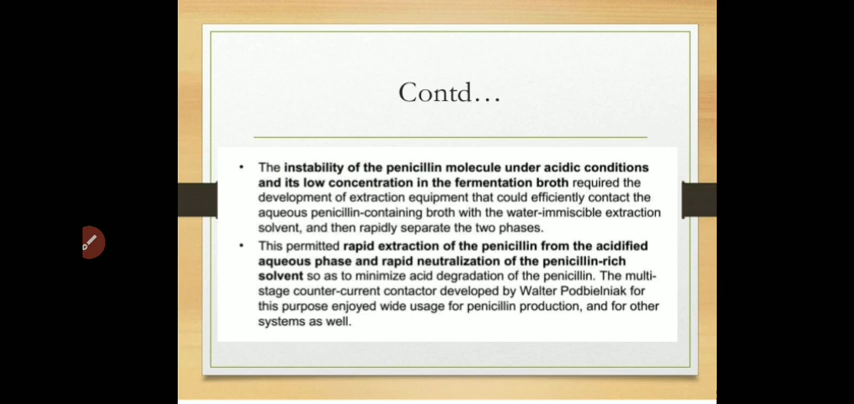 Contd…
• The instability of the penicillin molecule under acidic conditions
and its low concentration in the fermentation broth required the
development of extraction equipment that could efficiently contact the
aqueous penicillin-containing broth with the water-immiscible extraction
solvent, and then rapidly separate the two phases.
• This permitted rapid extraction of the penicillin from the acidified
aqueous phase and rapid neutralization of the penicillin-rich
solvent so as to minimize acid degradation of the penicillin. The multi-
stage counter-current contactor developed by Walter Podbielniak for
this purpose enjoyed wide usage for penicillin production, and for other
systems as well.